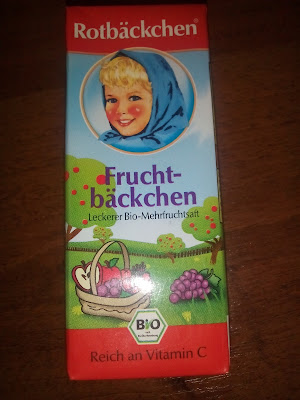 Rotbäckchen®
Frucht-
bäckchen
Leckerer Bio-Mehrfruchtsaft
BIO
Reich an Vitamin C